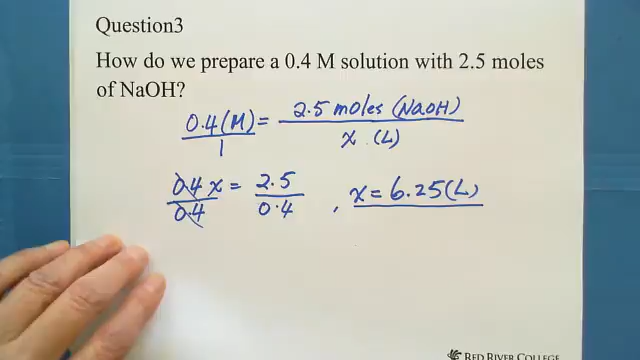 Question3
How do we prepare a 0.4 M solution with 2.5 moles
of NaOH?
0.4(M) / 1 = 2.5 moles (NaOH) / x (L)
0.4 x / 0.4 = 2.5 / 0.4 , x = 6.25(L)
RED RIVER COLLEGE